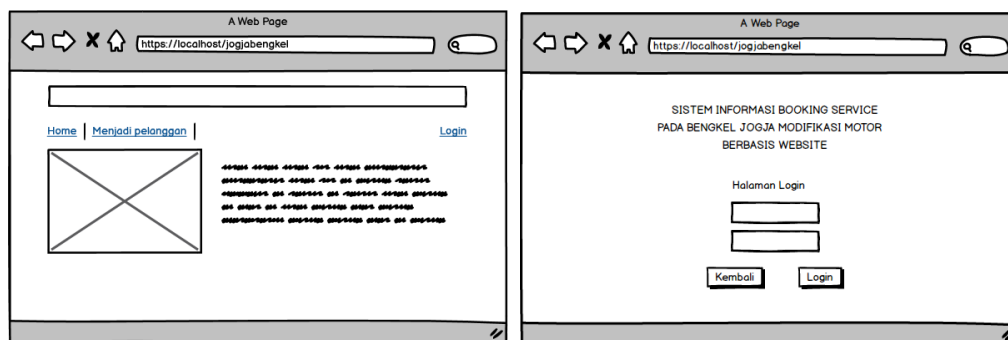 A Web Page
https://localhost/jogjabengkel
Home
Menjadi pelanggan
Login
A Web Page
https://localhost/jogjabengkel
SISTEM INFORMASI BOOKING SERVICE
PADA BENGKEL JOGJA MODIFIKASI MOTOR
BERBASIS WEBSITE
Halaman Login
Kembali
Login